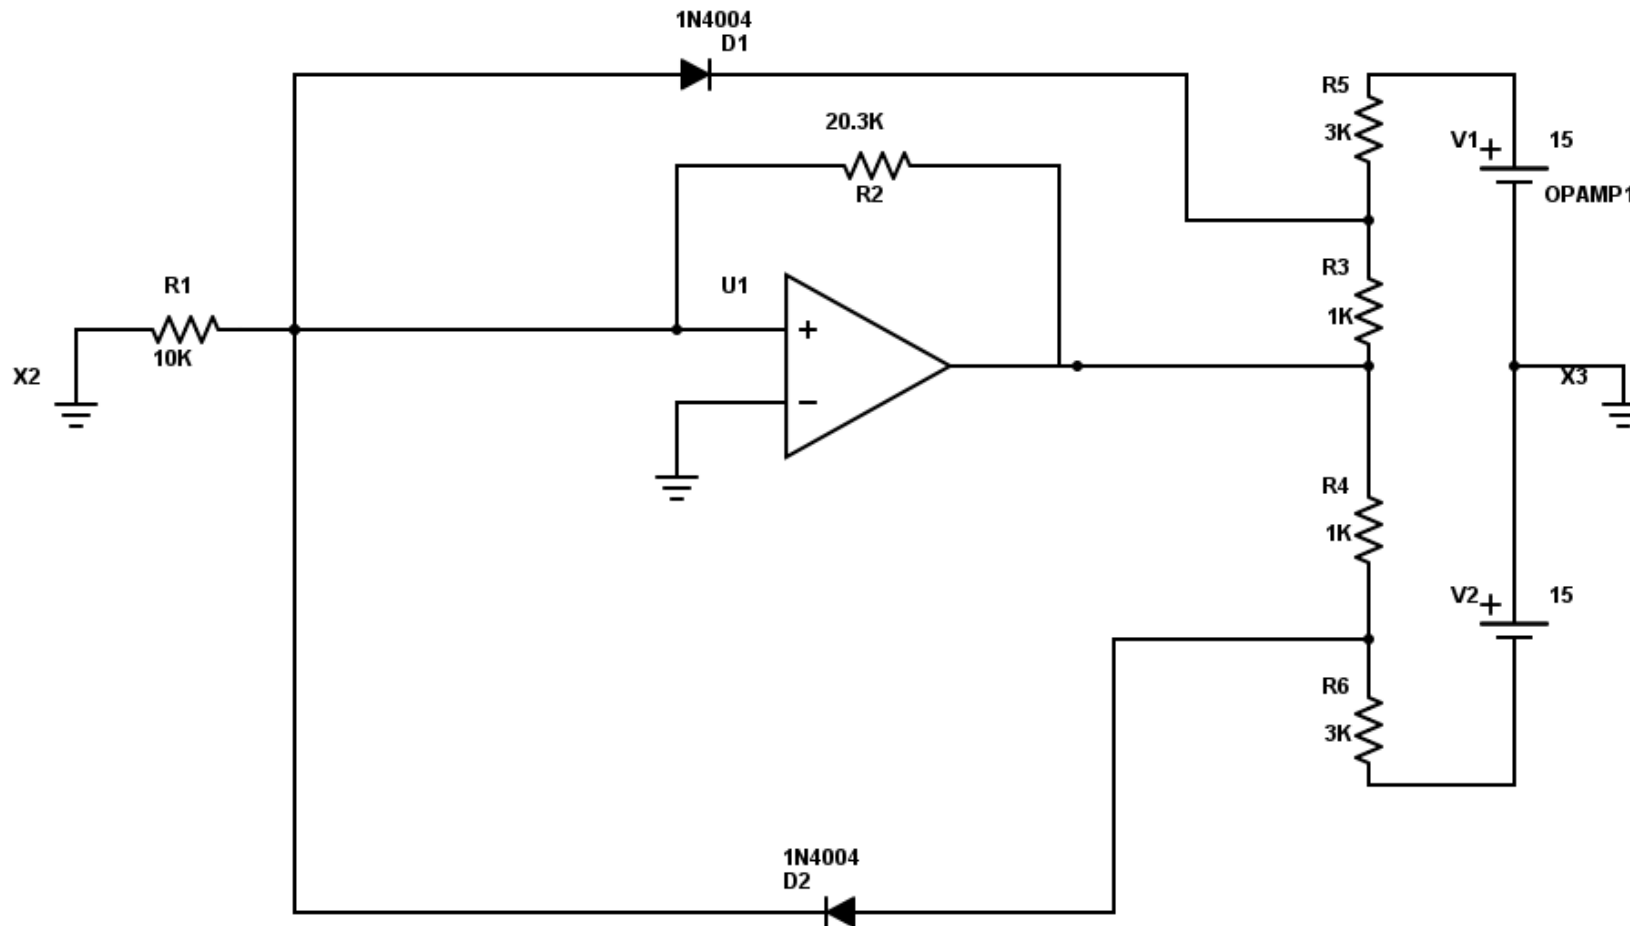 1N4004
D1
R5
3K
20.3K
R2
V1
+
15
OPAMP1
R1
10K
U1
+
−
R3
1K
X2
X3
R4
1K
V2
+
15
R6
3K
1N4004
D2